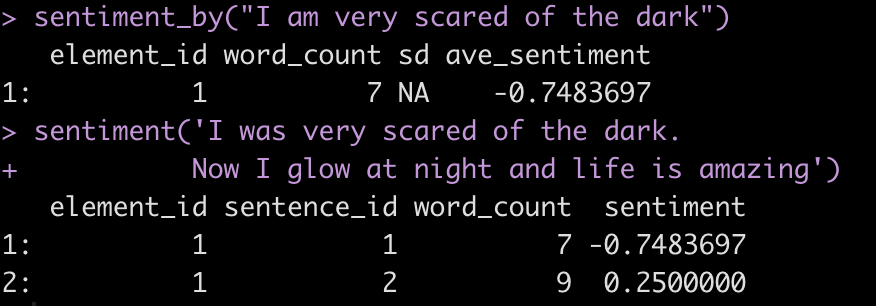 > sentiment_by("I am very scared of the dark")
   element_id word_count sd ave_sentiment
1:          1          7 NA    -0.7483697
> sentiment('I was very scared of the dark.
+           Now I glow at night and life is amazing')
   element_id sentence_id word_count  sentiment
1:          1           1          7 -0.7483697
2:          1           2          9  0.2500000